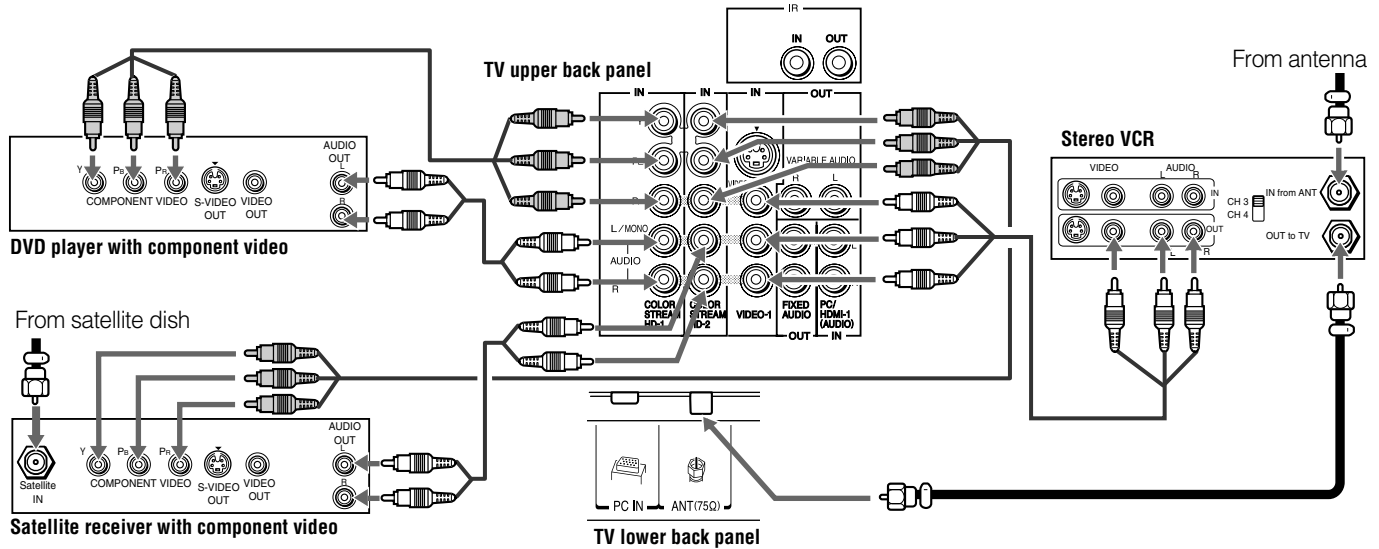 IR
IN OUT
From antenna
TV upper back panel
IN IN IN OUT
Stereo VCR
VARIABLE AUDIO
R L
VIDEO AUDIO
L R
IN
IN from ANT
CH 3
CH 4
OUT
OUT to TV
L R
AUDIO
OUT
L
R
Y PB PR
COMPONENT VIDEO
S-VIDEO
OUT
VIDEO
OUT
DVD player with component video
L/MONO
AUDIO
R
L
COLOR
STREAM
HD-1
COLOR
STREAM
HD-2
VIDEO-1
FIXED
AUDIO
OUT
PC/
HDMI-1
(AUDIO)
IN
From satellite dish
AUDIO
OUT
L
R
Y PB PR
COMPONENT VIDEO
S-VIDEO
OUT
VIDEO
OUT
Satellite
IN
Satellite receiver with component video
PC IN
ANT(75Ω)
TV lower back panel